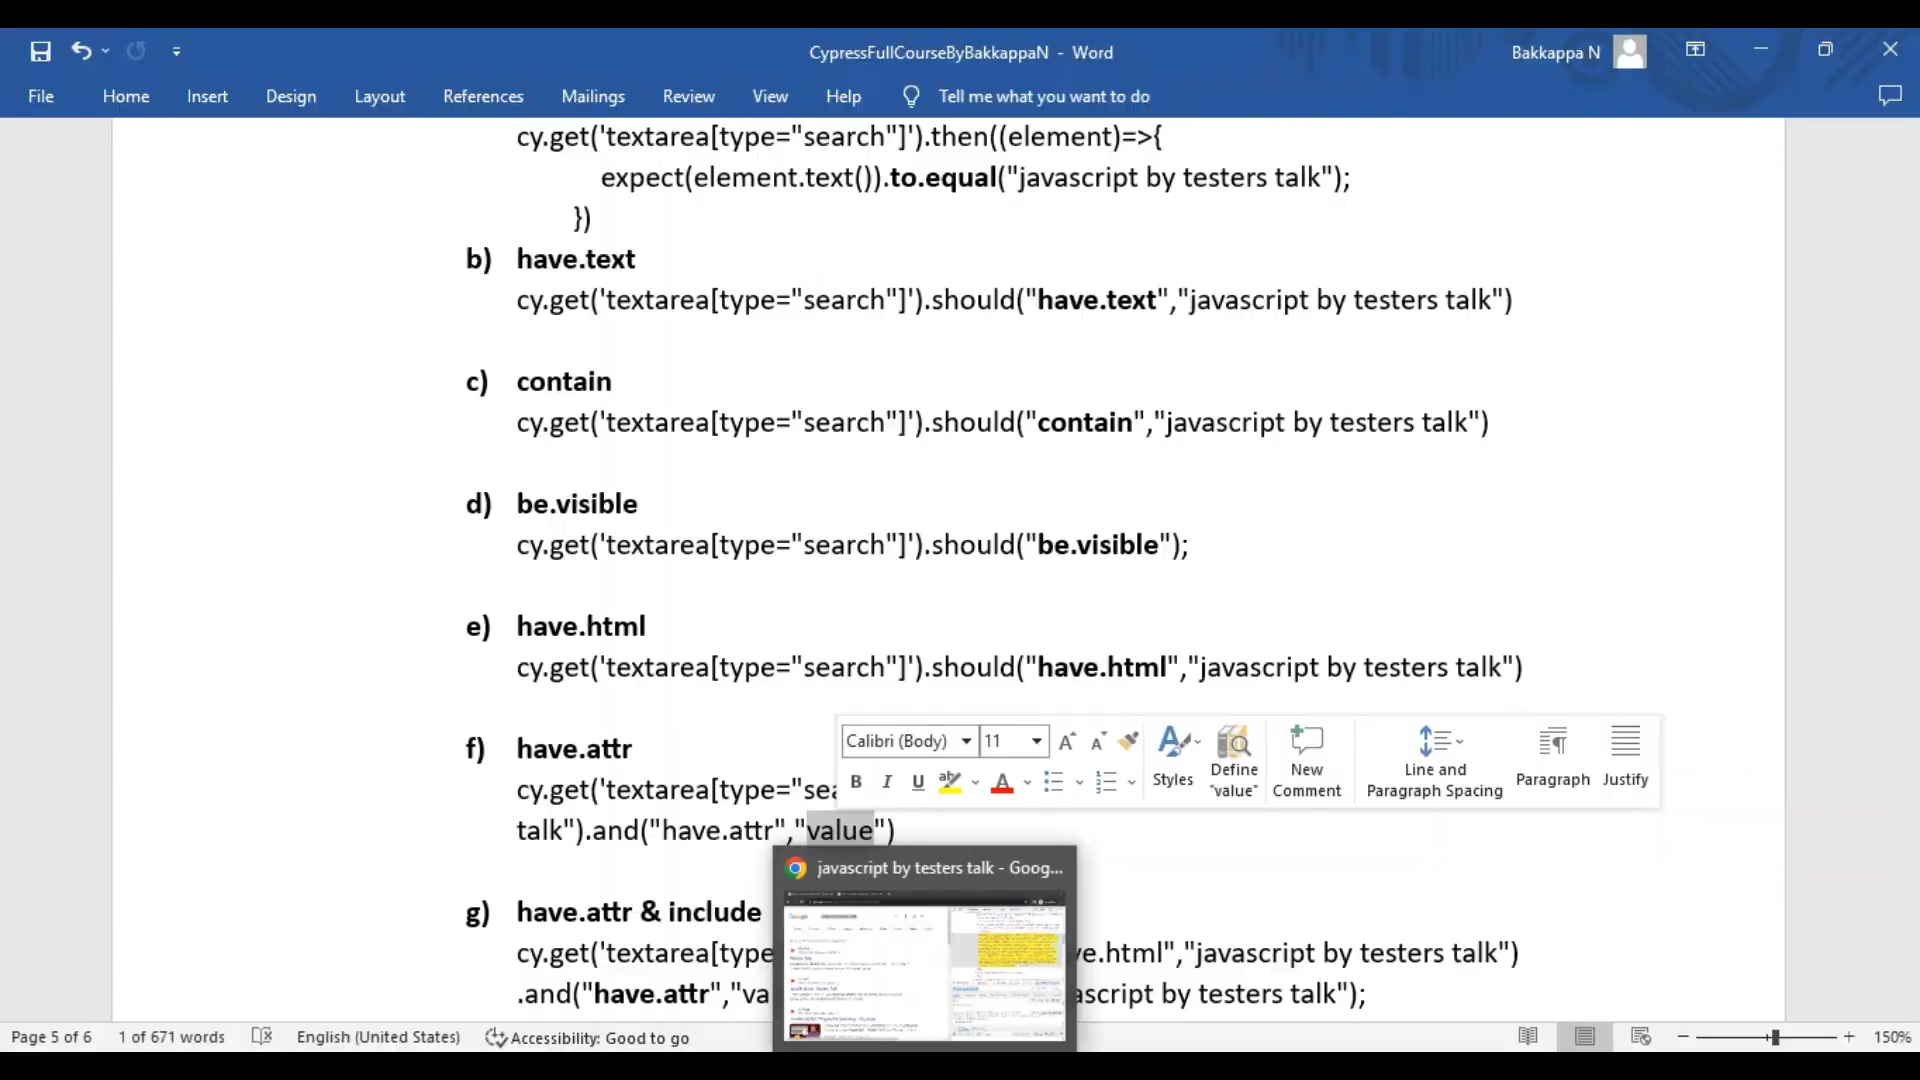 CypressFullCourseByBakkappaN - Word
Bakkappa N
File Home Insert Design Layout References Mailings Review View Help Tell me what you want to do
cy.get('textarea[type="search"]').then((element)=>{
expect(element.text()).to.equal("javascript by testers talk");
})
b) have.text
cy.get('textarea[type="search"]').should("have.text","javascript by testers talk")
c) contain
cy.get('textarea[type="search"]').should("contain","javascript by testers talk")
d) be.visible
cy.get('textarea[type="search"]').should("be.visible");
e) have.html
cy.get('textarea[type="search"]').should("have.html","javascript by testers talk")
f) have.attr
cy.get('textarea[type="sea
talk").and("have.attr","value")
Calibri (Body) 11
B I U
Styles
Define "value"
New Comment
Line and Paragraph Spacing
Paragraph
Justify
javascript by testers talk - Goog...
g) have.attr & include
cy.get('textarea[type ve.html","javascript by testers talk")
.and("have.attr","va ascript by testers talk");
Page 5 of 6 1 of 671 words English (United States) Accessibility: Good to go 150%